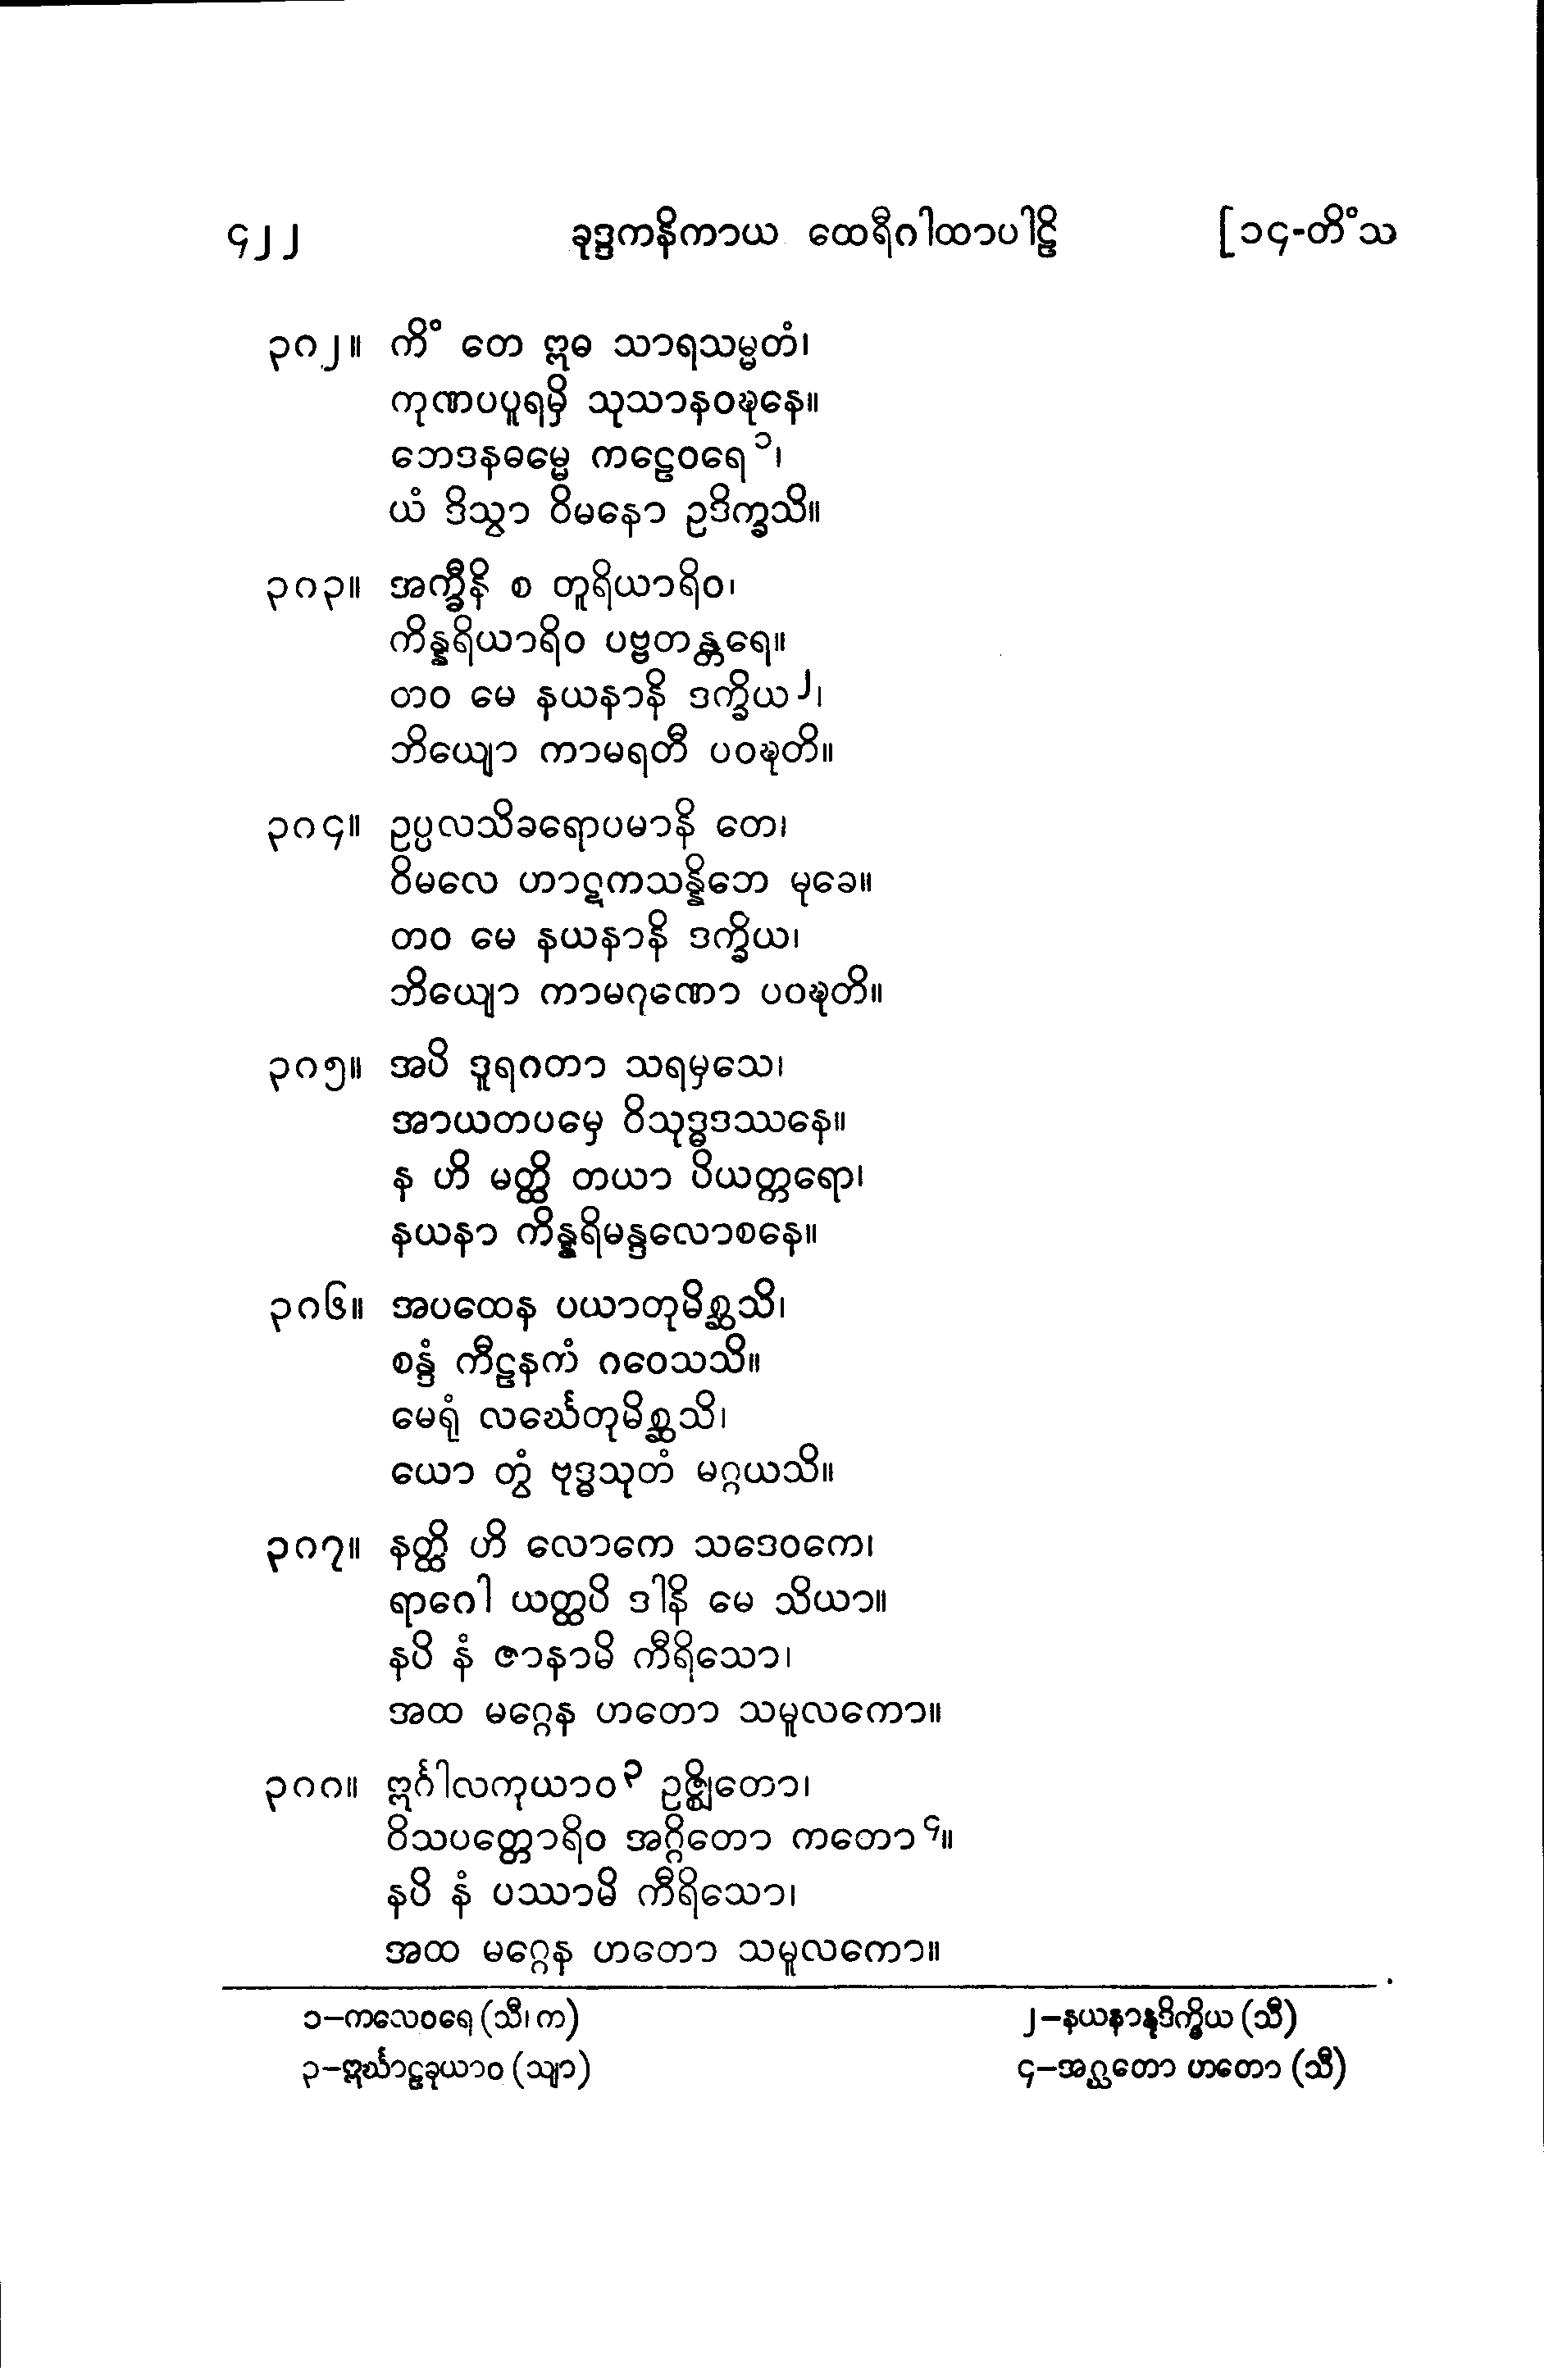 ၄၂၂ ခုဒ္ဒကနိကာယ ထေရီဂါထာပါဠိ [၁၄-တိံသ
၃၈၂။ ကိံ တေ ဣဓ သာရသမ္မတံ၊
ကုဏပပူရမှိ သုသာနဝဍ္ဎနေ။
ဘေဒနဓမ္မေ ကဠေဝရေ ၁၊
ယံ ဒိသွာ ဝိမနော ဥဒိက္ခသိ။
၃၈၃။ အက္ခီနိ စ တူရိယာရိဝ၊
ကိန္နရိယာရိဝ ပဗ္ဗတန္တရေ။
တဝ မေ နယနာနိ ဒက္ခိယ ၂၊
ဘိယျော ကာမရတီ ပဝဍ္ဎတိ။
၃၈၄။ ဥပ္ပလသိခရောပမာနိ တေ၊
ဝိမလေ ဟာဋကသန္နိဘေ မုခေ။
တဝ မေ နယနာနိ ဒက္ခိယ၊
ဘိယျော ကာမဂုဏော ပဝဍ္ဎတိ။
၃၈၅။ အပိ ဒူရဂတာ သရမှသေ၊
အာယတပမှေ ဝိသုဒ္ဓဒဿနေ။
န ဟိ မတ္ထိ တယာ ပိယတ္တရော၊
နယနာ ကိန္နရိမန္ဒလောစနေ။
၃၈၆။ အပထေန ပယာတုမိစ္ဆသိ၊
စန္ဒံ ကီဠနကံ ဂဝေသသိ။
မေရုံ လင်္ဃေတုမိစ္ဆသိ၊
ယော တွံ ဗုဒ္ဓသုတံ မဂ္ဂယသိ။
၃၈၇။ နတ္ထိ ဟိ လောကေ သဒေဝကေ၊
ရာဂေါ ယတ္ထပိ ဒါနိ မေ သိယာ။
နပိ နံ ဇာနာမိ ကီရိသော၊
အထ မဂ္ဂေန ဟတော သမူလကော။
၃၈၈။ ဣင်္ဂါလကုယာဝ ၃ ဥဇ္ဈိတော၊
ဝိသပတ္တောရိဝ အဂ္ဂိတော ကတော ၄။
နပိ နံ ပဿာမိ ကီရိသော၊
အထ မဂ္ဂေန ဟတော သမူလကော။
၁–ကလေဝရေ (သီ၊ က) ၂–နယနာနုဒိက္ခိယ (သီ)
၃–ဣင်္ဃာဠခုယာဝ (သျာ) ၄–အဂ္ဃတော ဟတော (သီ)